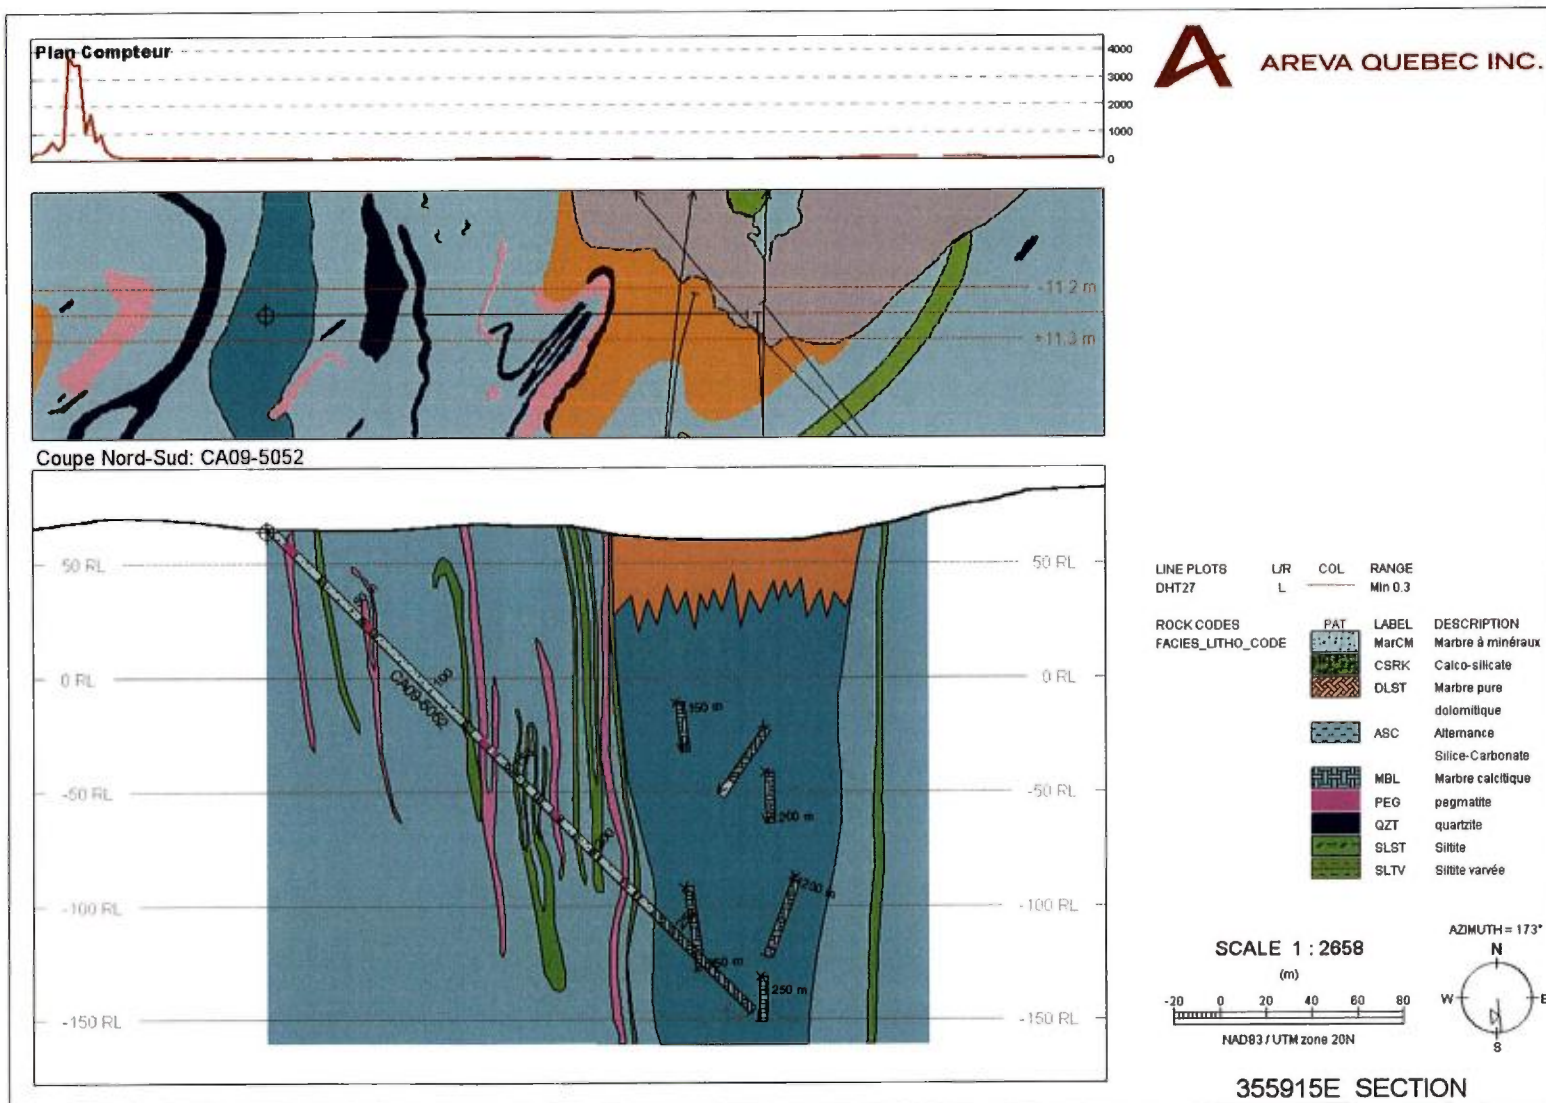 Plan Compteur
4000
3000
2000
1000
0
AREVA QUEBEC INC.
-11.2 m
+11.3 m
Coupe Nord-Sud: CA09-5052
50 RL
50 RL
0 RL
0 RL
-50 RL
-50 RL
-100 RL
-100 RL
-150 RL
-150 RL
50
100
CA09-5052
150 m
200 m
200 m
250 m
LINE PLOTS L/R COL RANGE
DHT27 L Min 0.3
ROCK CODES PAT LABEL DESCRIPTION
FACIES_LITHO_CODE MarCM Marbre à minéraux
CSRK Calco-silicate
DLST Marbre pure
dolomitique
ASC Alternance
Silice-Carbonate
MBL Marbre calcitique
PEG pegmatite
QZT quartzite
SLST Siltite
SLTV Siltite varvée
SCALE 1 : 2658
(m)
-20 0 20 40 60 80
NAD83 / UTM zone 20N
AZIMUTH = 173°
N
W E
S
355915E SECTION